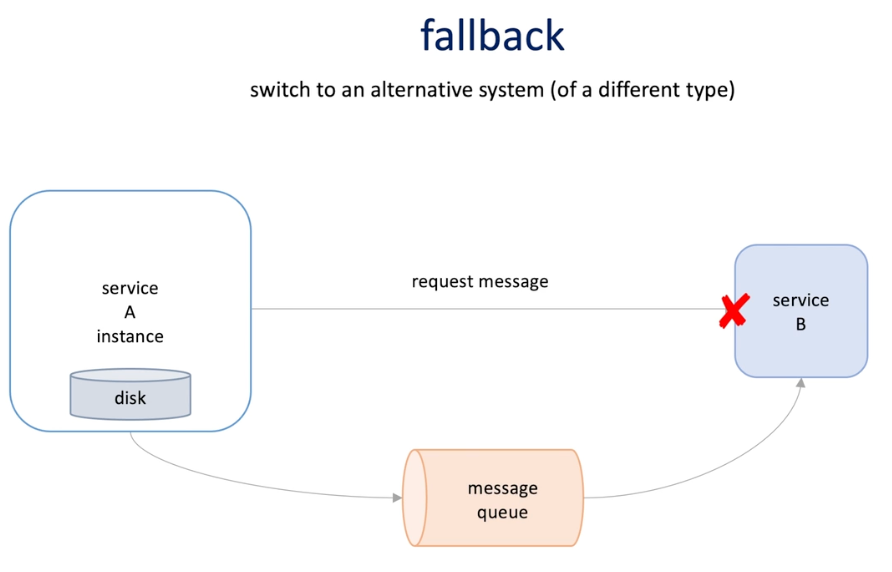 fallback
switch to an alternative system (of a different type)
service
A
instance
disk
request message
service
B
message
queue